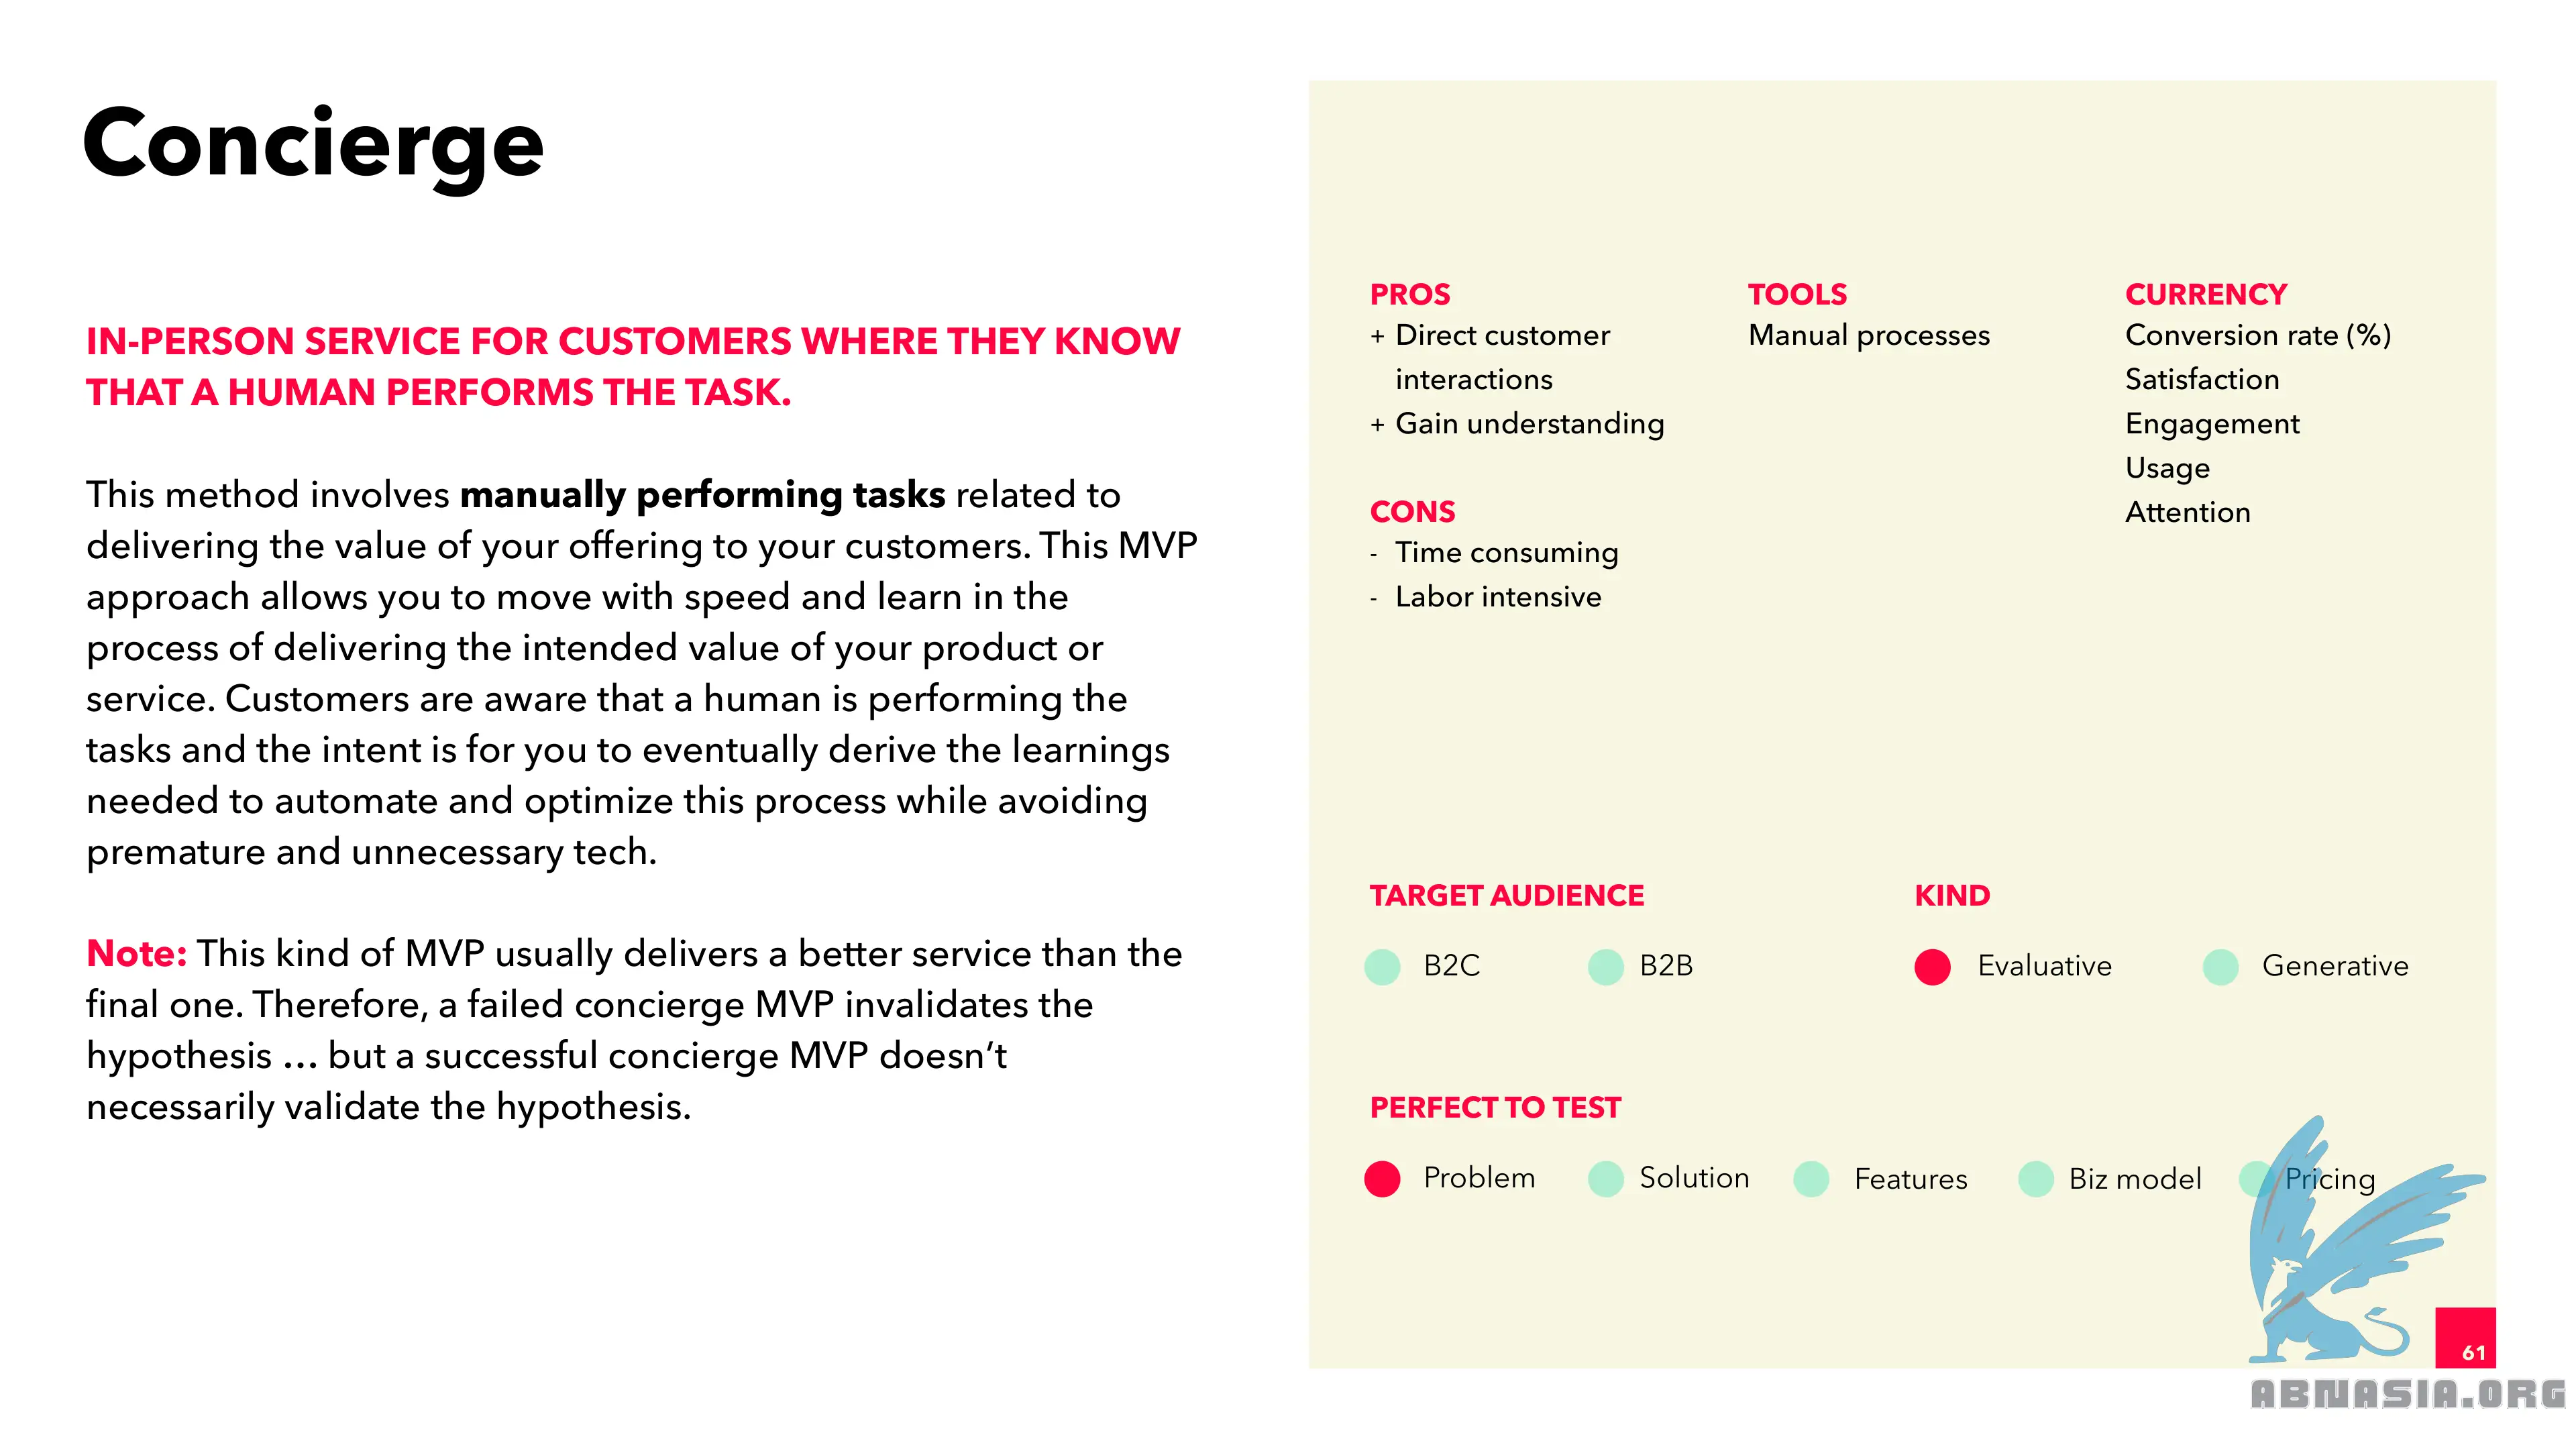 Concierge
IN-PERSON SERVICE FOR CUSTOMERS WHERE THEY KNOW
THAT A HUMAN PERFORMS THE TASK.
This method involves manually performing tasks related to
delivering the value of your offering to your customers. This MVP
approach allows you to move with speed and learn in the
process of delivering the intended value of your product or
service. Customers are aware that a human is performing the
tasks and the intent is for you to eventually derive the learnings
needed to automate and optimize this process while avoiding
premature and unnecessary tech.
Note: This kind of MVP usually delivers a better service than the
final one. Therefore, a failed concierge MVP invalidates the
hypothesis … but a successful concierge MVP doesn’t
necessarily validate the hypothesis.
PROS
+ Direct customer
interactions
+ Gain understanding
CONS
- Time consuming
- Labor intensive
TOOLS
Manual processes
CURRENCY
Conversion rate (%)
Satisfaction
Engagement
Usage
Attention
TARGET AUDIENCE
B2C B2B
KIND
Evaluative Generative
PERFECT TO TEST
Problem Solution Features Biz model Pricing
61
ABNASIA.ORG